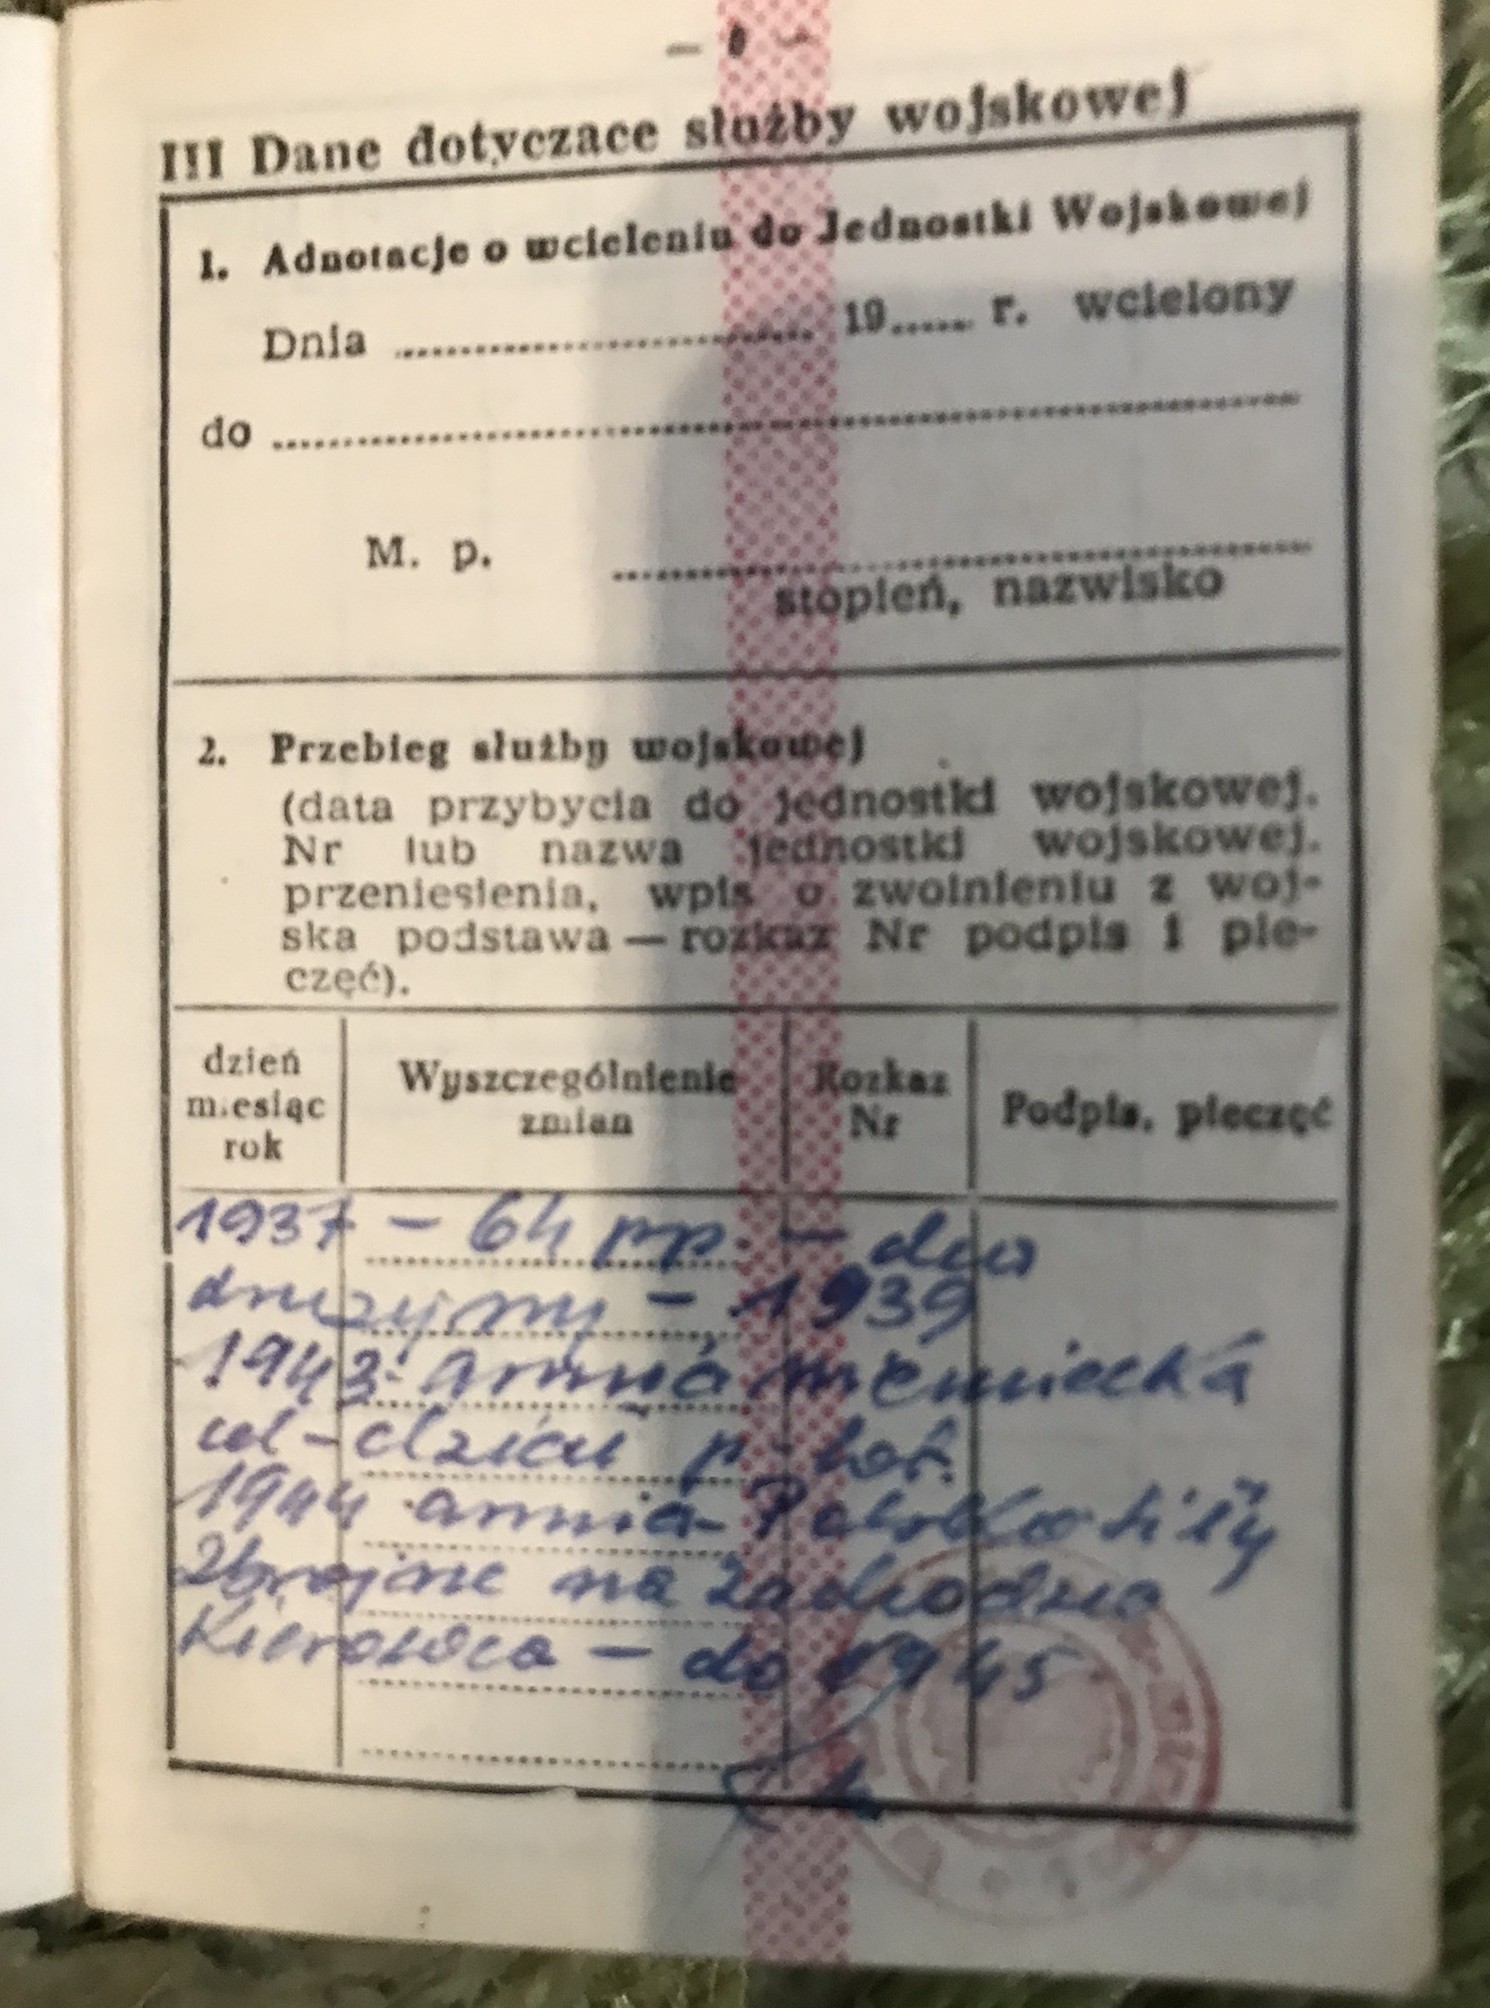 III Dane dotyczace służby wojskowej
1. Adnotacje o wcieleniu do Jednostki Wojskowej
Dnia .............................. 19...... r. wcielony
do ..............................
M. p. ..............................
stopień, nazwisko
2. Przebieg służby wojskowej
(data przybycia do jednostki wojskowej.
Nr lub nazwa jednostki wojskowej.
przeniesienia, wpis o zwolnieniu z woj-
ska podstawa — rozkaz Nr podpis i pie-
częć).
dzień
miesiąc
rok
Wyszczególnienie
zmian
Rozkaz
Nr
Podpis, pieczęć
1937 - 64 pp. - dca
drużyny - 1939
1943 armia niemiecka
p-lot.
1944 armia Polskie siły
zbrojne na zachodzie
Kierowca - do 1945